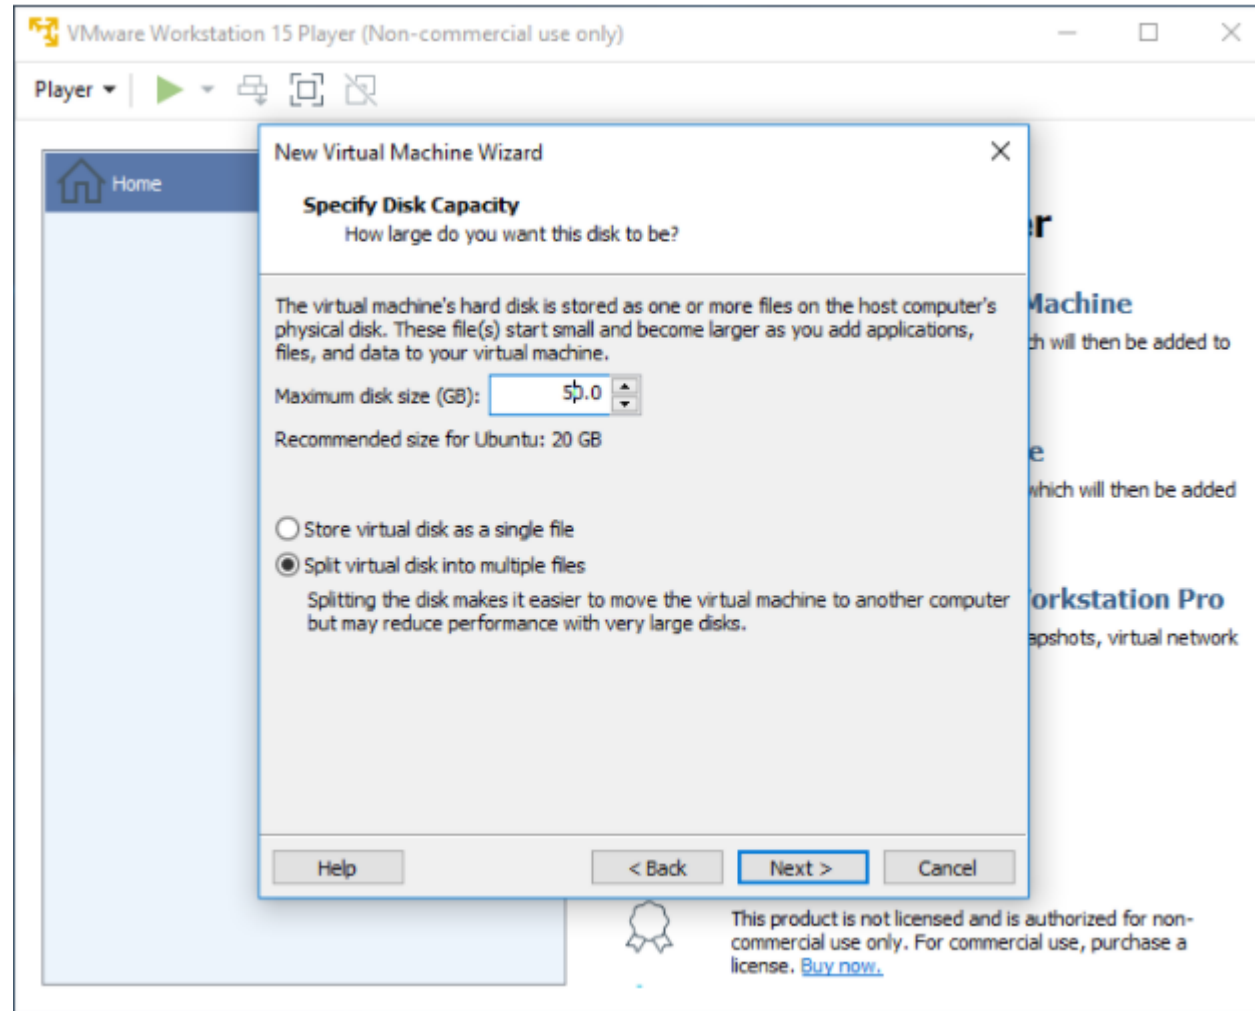 VMware Workstation 15 Player (Non-commercial use only)
Player
Home
New Virtual Machine Wizard
Specify Disk Capacity
How large do you want this disk to be?
The virtual machine's hard disk is stored as one or more files on the host computer's
physical disk. These file(s) start small and become larger as you add applications,
files, and data to your virtual machine.
Maximum disk size (GB): 50.0
Recommended size for Ubuntu: 20 GB
Store virtual disk as a single file
Split virtual disk into multiple files
Splitting the disk makes it easier to move the virtual machine to another computer
but may reduce performance with very large disks.
Help
< Back
Next >
Cancel
er
Machine
ch will then be added to
e
which will then be added
orkstation Pro
apshots, virtual network
This product is not licensed and is authorized for non-
commercial use only. For commercial use, purchase a
license. Buy now.